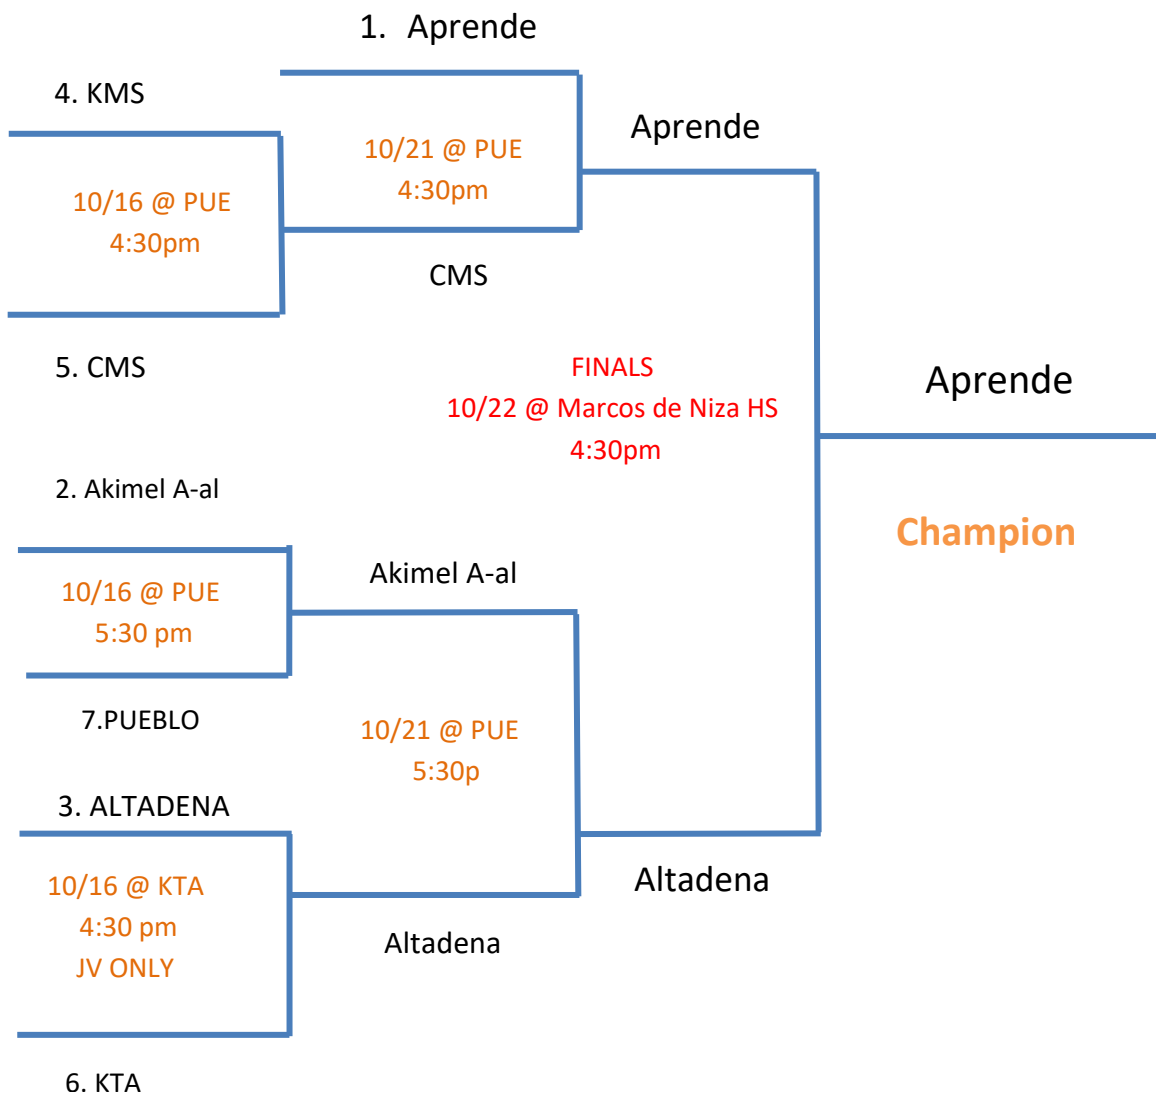 1. Aprende
4. KMS
Aprende
10/21 @ PUE
4:30pm
10/16 @ PUE
4:30pm
CMS
5. CMS
FINALS
10/22 @ Marcos de Niza HS
4:30pm
Aprende
2. Akimel A-al
Champion
Akimel A-al
10/16 @ PUE
5:30 pm
7.PUEBLO
10/21 @ PUE
5:30p
3. ALTADENA
10/16 @ KTA
4:30 pm
JV ONLY
Altadena
Altadena
6. KTA